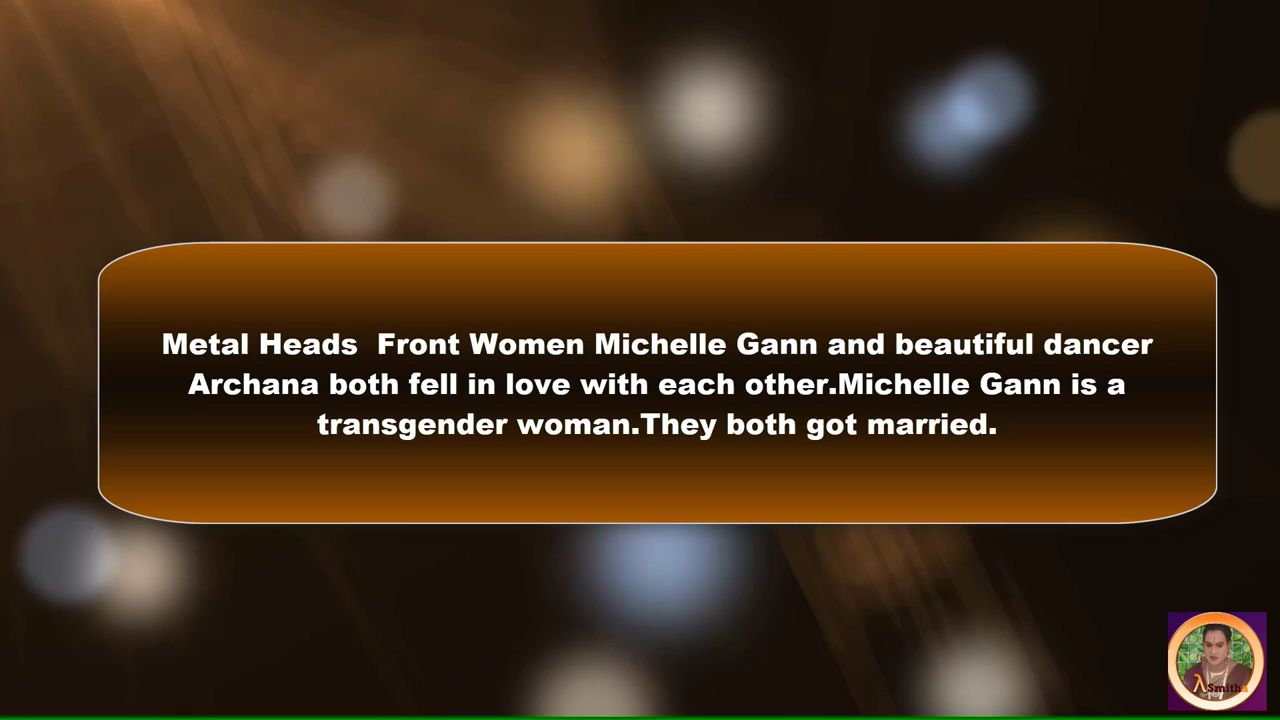 Metal Heads  Front Women Michelle Gann and beautiful dancer
Archana both fell in love with each other.Michelle Gann is a
transgender woman.They both got married.
λSmitha